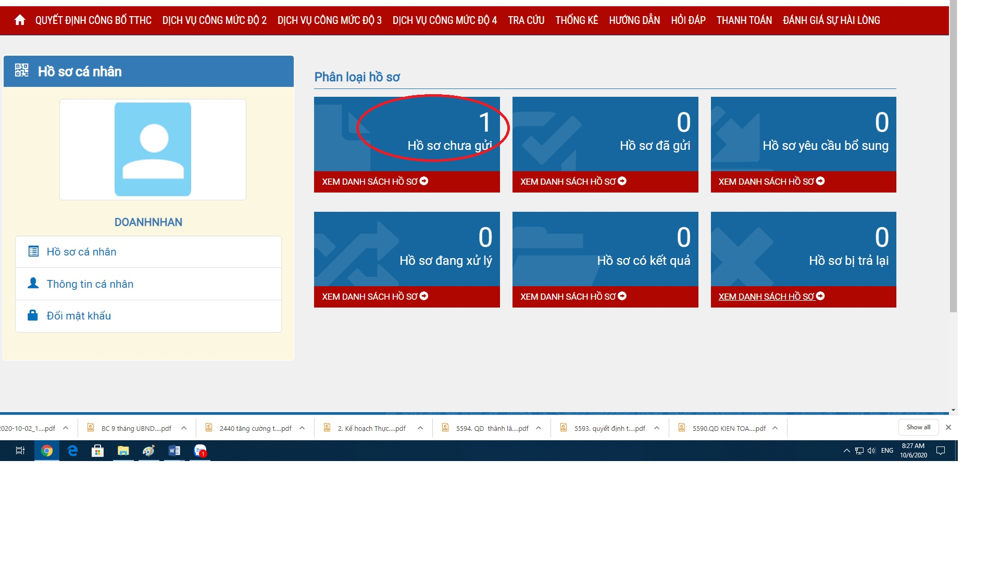 QUYẾT ĐỊNH CÔNG BỐ TTHC DỊCH VỤ CÔNG MỨC ĐỘ 2 DỊCH VỤ CÔNG MỨC ĐỘ 3 DỊCH VỤ CÔNG MỨC ĐỘ 4 TRA CỨU THỐNG KÊ HƯỚNG DẪN HỎI ĐÁP THANH TOÁN ĐÁNH GIÁ SỰ HÀI LÒNG
Hồ sơ cá nhân
DOANHNHAN
Hồ sơ cá nhân
Thông tin cá nhân
Đổi mật khẩu
Phân loại hồ sơ
1
Hồ sơ chưa gửi
XEM DANH SÁCH HỒ SƠ
0
Hồ sơ đã gửi
XEM DANH SÁCH HỒ SƠ
0
Hồ sơ yêu cầu bổ sung
XEM DANH SÁCH HỒ SƠ
0
Hồ sơ đang xử lý
XEM DANH SÁCH HỒ SƠ
0
Hồ sơ có kết quả
XEM DANH SÁCH HỒ SƠ
0
Hồ sơ bị trả lại
XEM DANH SÁCH HỒ SƠ
2020-10-02_1....pdf BC 9 tháng UBND....pdf 2440 tăng cường t....pdf 2. Kế hoạch Thực....pdf 5594. QD thành lâ....pdf 5593. quyết định t....pdf 5590.QD KIEN TOA....pdf Show all
Zalo 1 ENG 8:27 AM
10/6/2020